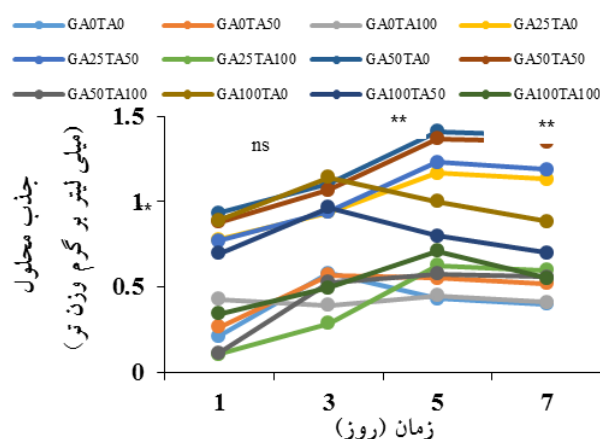 GA0TA0 GA0TA50 GA0TA100 GA25TA0
GA25TA50 GA25TA100 GA50TA0 GA50TA50
GA50TA100 GA100TA0 GA100TA50 GA100TA100
جذب محلول
(میلی لیتر بر گرم وزن تر)
1.5
1
0.5
0
*
ns
**
**
1 3 5 7
زمان (روز)